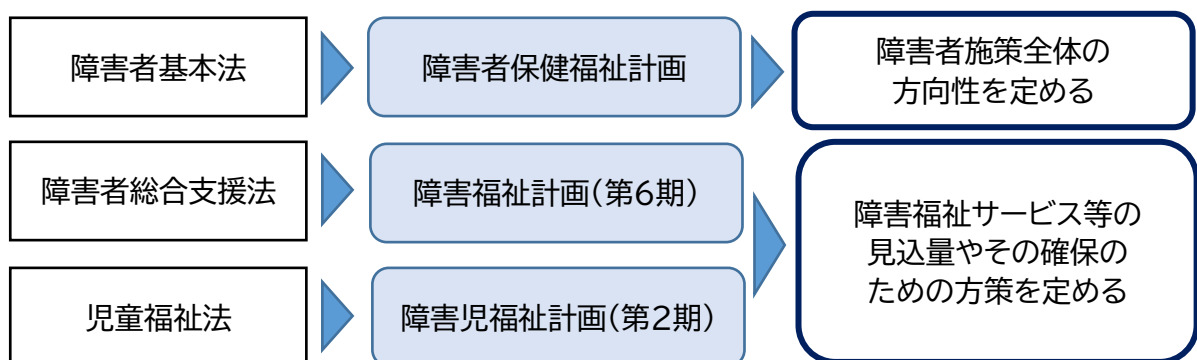 障害者基本法
障害者保健福祉計画
障害者施策全体の
方向性を定める
障害者総合支援法
障害福祉計画(第6期)
障害福祉サービス等の
見込量やその確保の
ための方策を定める
児童福祉法
障害児福祉計画(第2期)